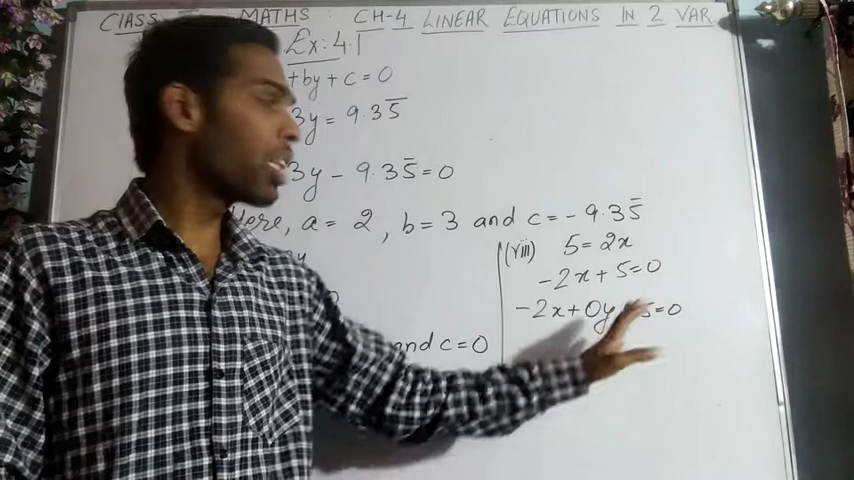 CLASS MATHS : CH-4 LINEAR EQUATIONS IN 2 VAR
Ex: 4.1
+by+c=0
3y = 9.35̅
3y - 9.35̅=0
Here, a = 2, b=3 and c=-9.35̅
(viii) 5=2x
-2x+5=0
-2x+0y 5=0
and c=0